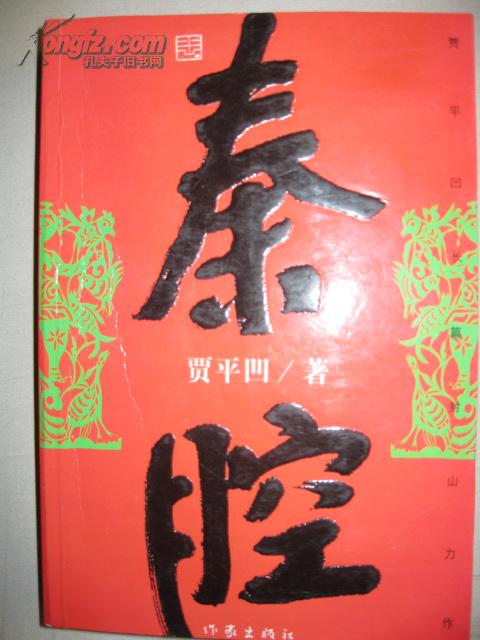 Kongfz.com
孔夫子旧书网
秦
腔
贾平凹/著
贾平凹长篇封山力作
作家出版社